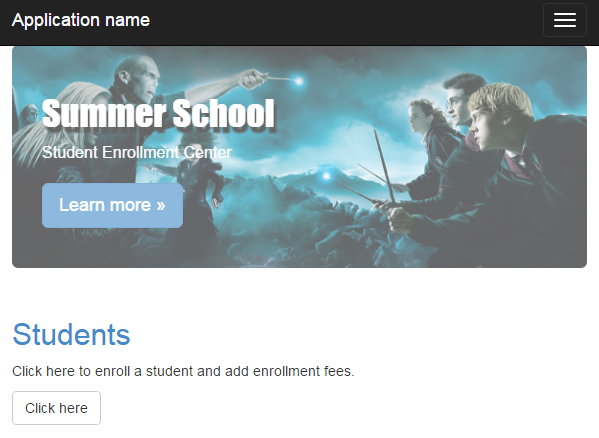 Application name
Summer School
Student Enrollment Center
Learn more »
Students
Click here to enroll a student and add enrollment fees.
Click here